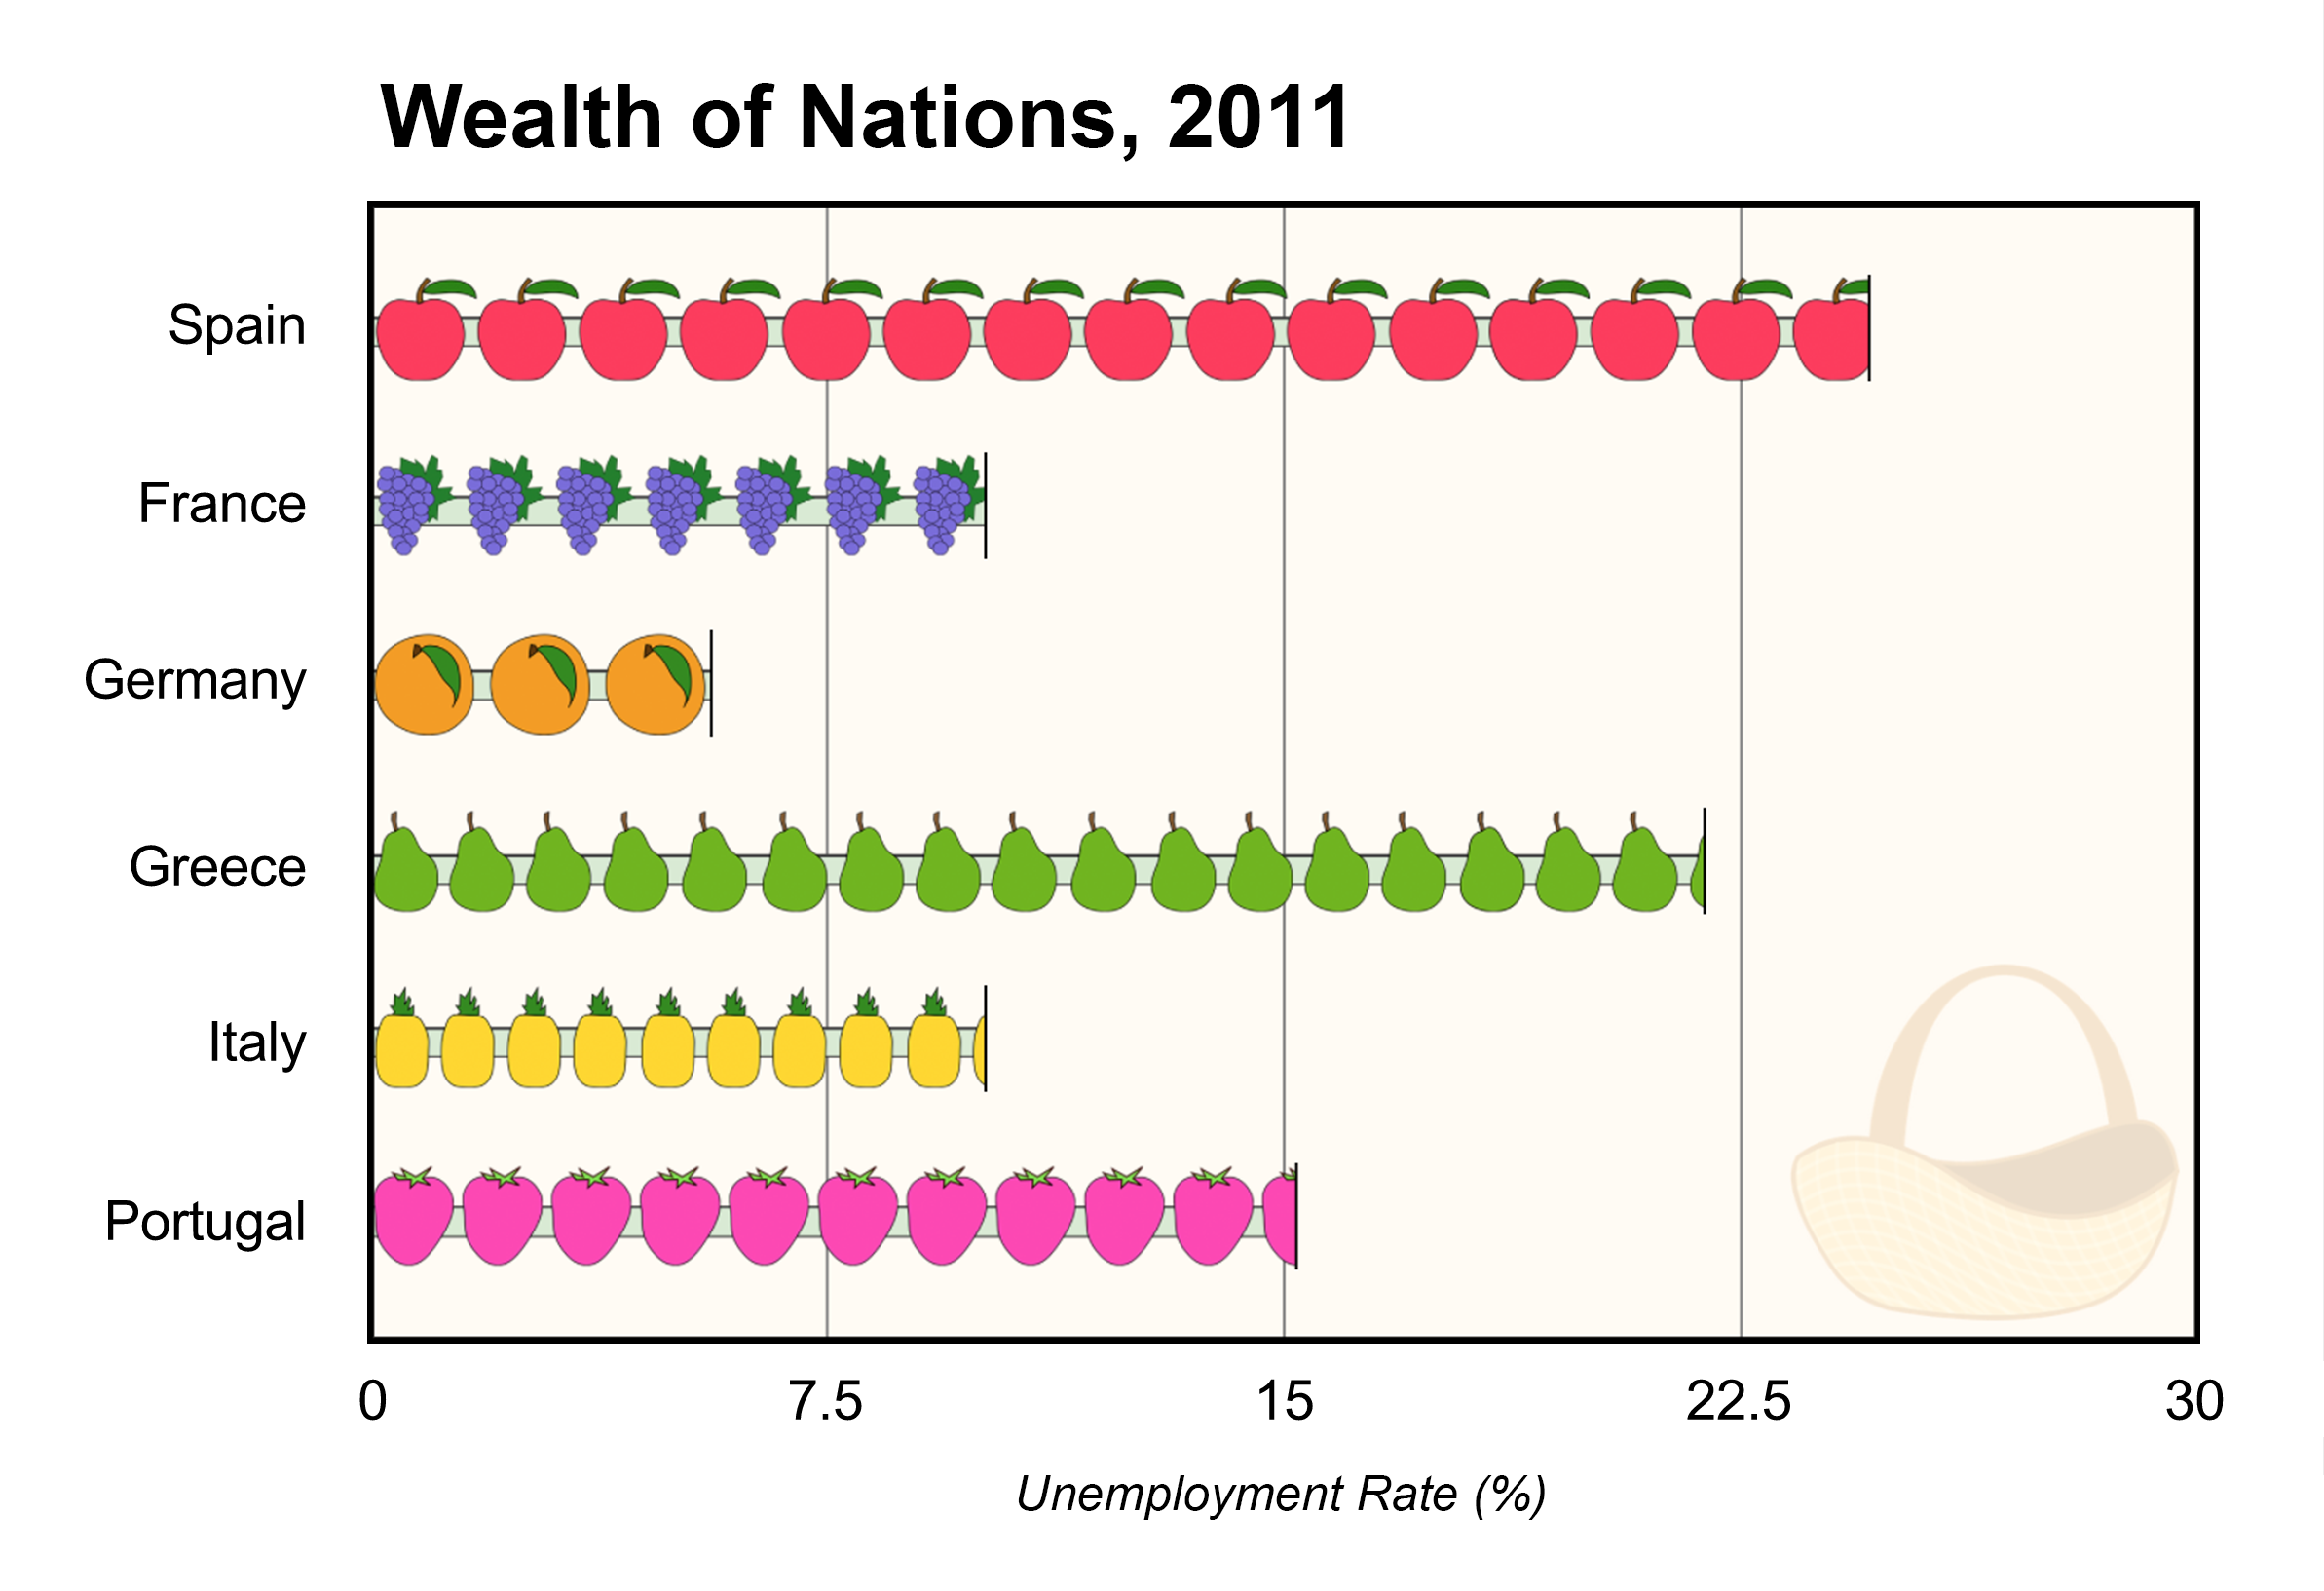 Wealth of Nations, 2011
Spain
France
Germany
Greece
Italy
Portugal
0 7.5 15 22.5 30
Unemployment Rate (%)